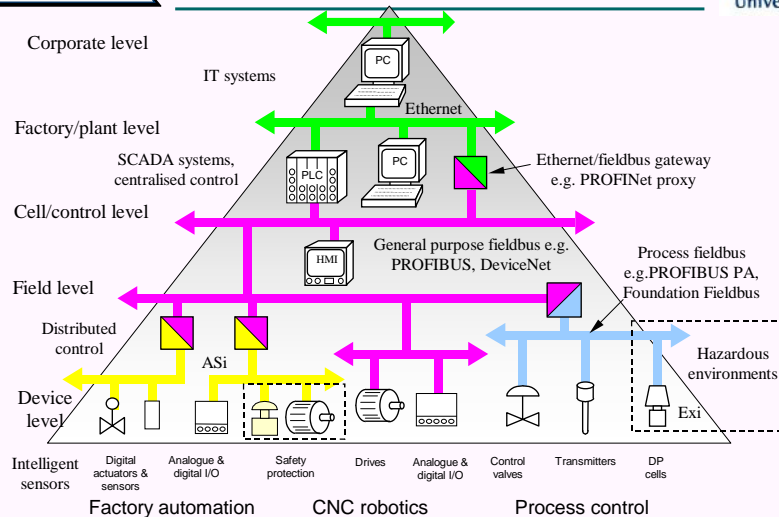 Unive
Corporate level
IT systems
PC
Ethernet
Factory/plant level
SCADA systems,
centralised control
PLC
PC
Ethernet/fieldbus gateway
e.g. PROFINet proxy
Cell/control level
HMI
General purpose fieldbus e.g.
PROFIBUS, DeviceNet
Process fieldbus
e.g.PROFIBUS PA,
Foundation Fieldbus
Field level
Distributed
control
ASi
Hazardous
environments
Device
level
Exi
Intelligent
sensors
Digital
actuators &
sensors
Analogue &
digital I/O
Safety
protection
Drives
Analogue &
digital I/O
Control
valves
Transmitters
DP
cells
Factory automation
CNC robotics
Process control